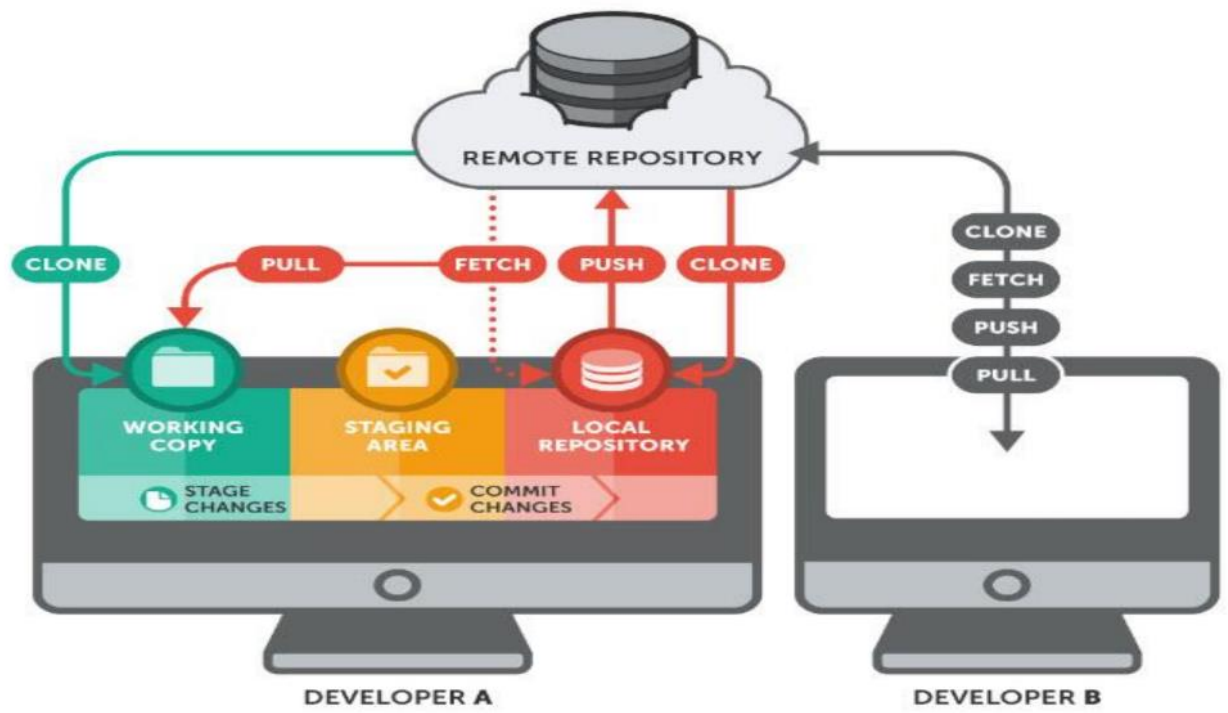 REMOTE REPOSITORY
CLONE
PULL
FETCH
PUSH
CLONE
CLONE
FETCH
PUSH
PULL
WORKING
COPY
STAGING
AREA
LOCAL
REPOSITORY
STAGE
CHANGES
COMMIT
CHANGES
DEVELOPER A
DEVELOPER B